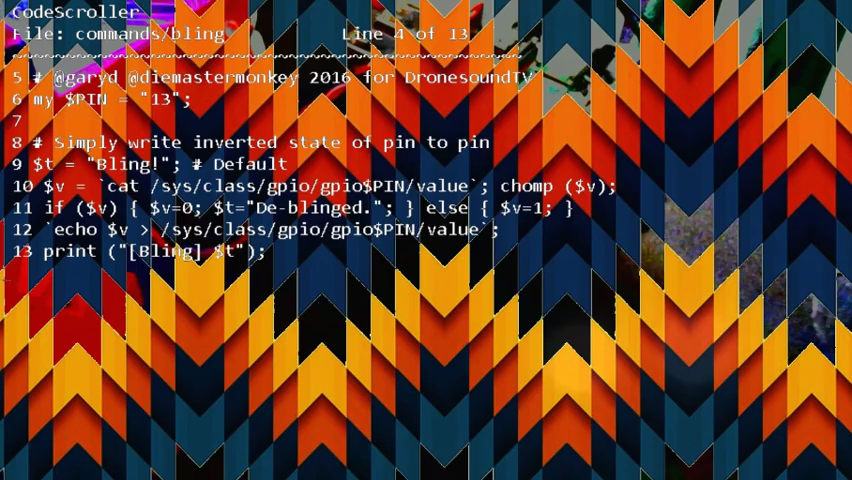 CodeScroller
File: commands/bling Line 4 of 13
5 # @garyd @diemastermonkey 2016 for DronesoundTV
6 my $PIN = "13";
7
8 # Simply write inverted state of pin to pin
9 $t = "Bling!"; # Default
10 $v = `cat /sys/class/gpio/gpio$PIN/value`; chomp ($v);
11 if ($v) { $v=0; $t="De-blinged."; } else { $v=1; }
12 `echo $v > /sys/class/gpio/gpio$PIN/value`;
13 print ("[Bling] $t");